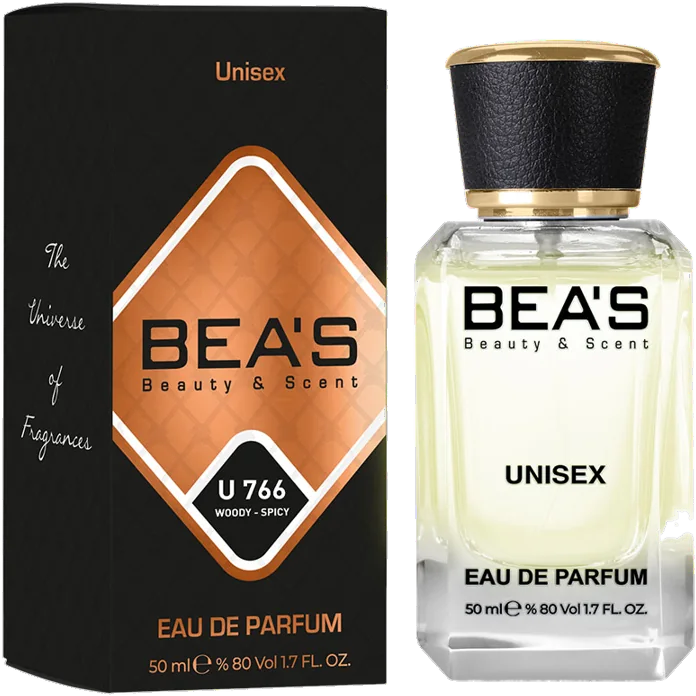 Unisex
The
Universe
of
Fragrances
BEA'S
Beauty & Scent
U 766
WOODY - SPICY
EAU DE PARFUM
50 ml ℮ % 80 Vol 1.7 FL. OZ.
BEA'S
Beauty & Scent
UNISEX
EAU DE PARFUM
50 ml ℮ % 80 Vol 1.7 FL. OZ.